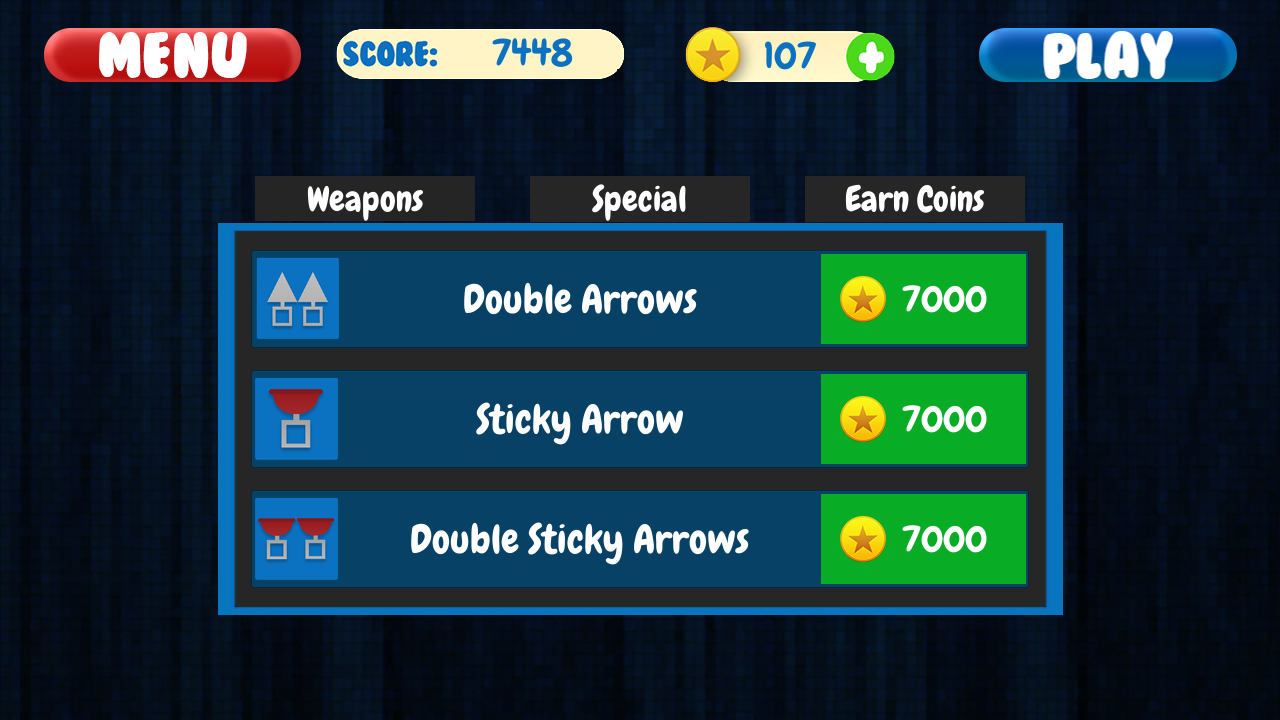 MENU
SCORE: 7448
107
PLAY
Weapons
Special
Earn Coins
Double Arrows 7000
Sticky Arrow 7000
Double Sticky Arrows 7000